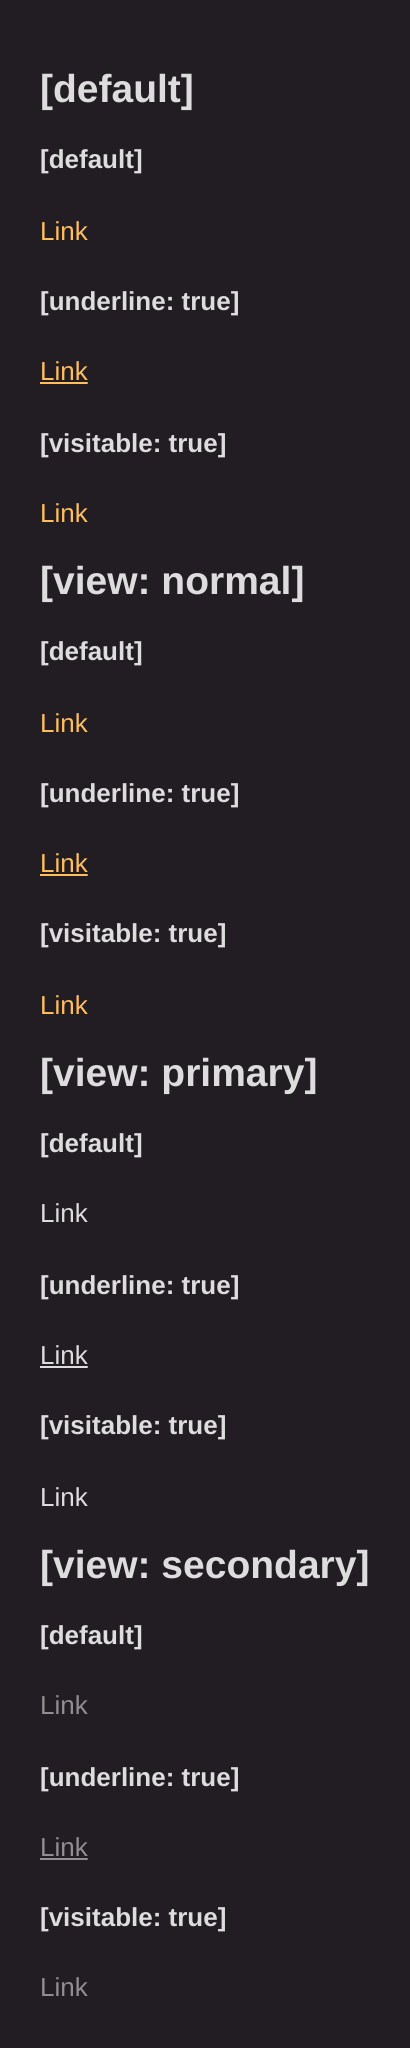 [default]
[default]
Link
[underline: true]
Link
[visitable: true]
Link
[view: normal]
[default]
Link
[underline: true]
Link
[visitable: true]
Link
[view: primary]
[default]
Link
[underline: true]
Link
[visitable: true]
Link
[view: secondary]
[default]
Link
[underline: true]
Link
[visitable: true]
Link